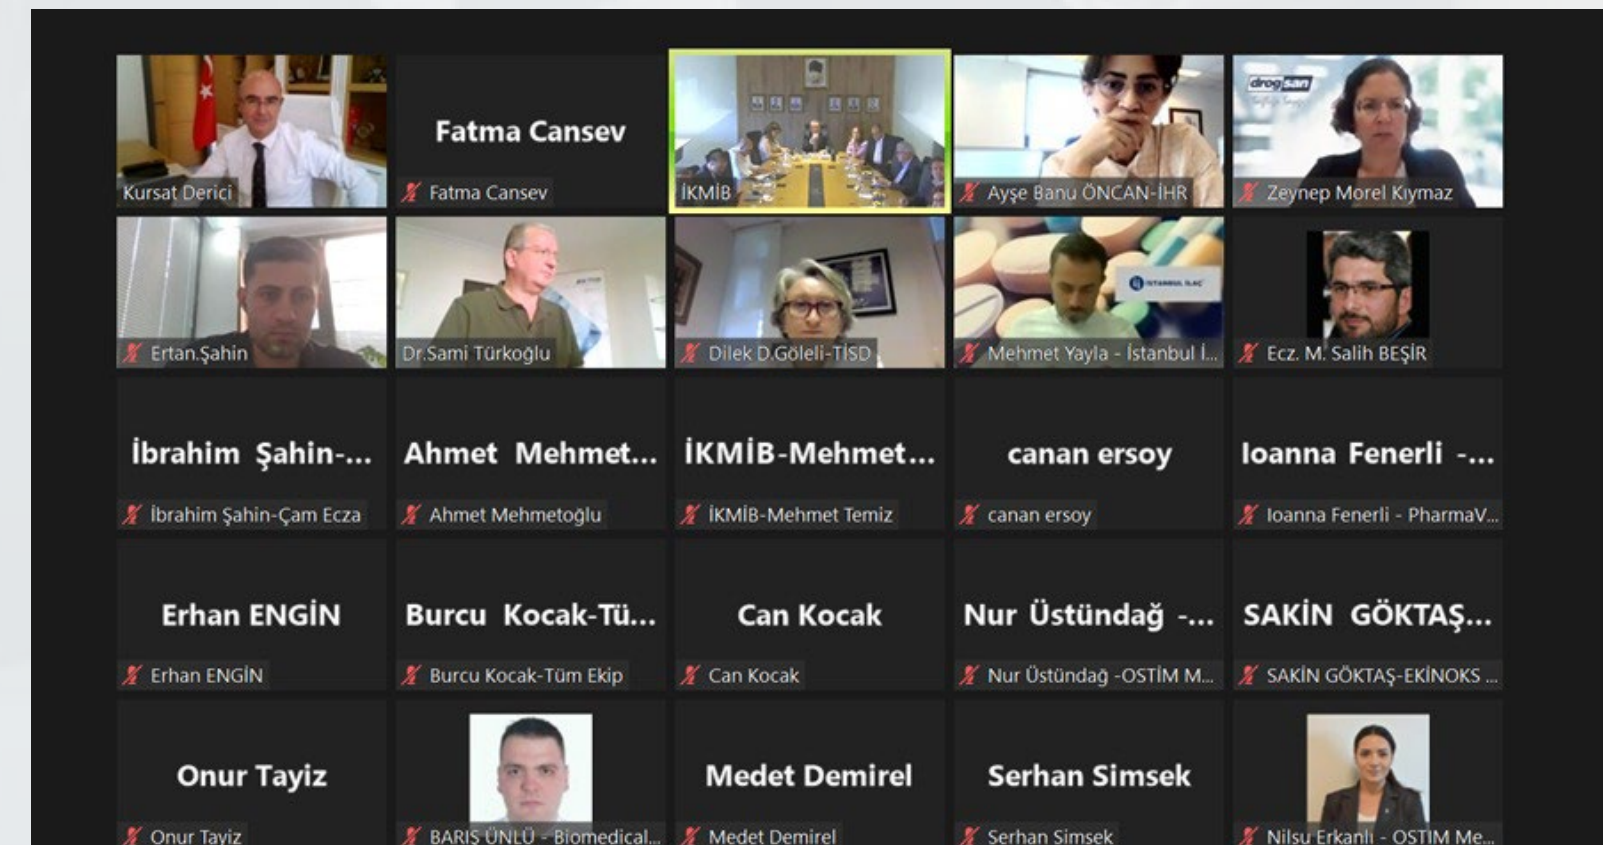 Fatma Cansev
drogsan
Kursat Derici
Fatma Cansev
İKMİB
Ayşe Banu ÖNCAN-İHR
Zeynep Morel Kıymaz
İSTANBUL İLAÇ
Ertan.Şahin
Dr.Sami Türkoğlu
Dilek D.Göleli-TİSD
Mehmet Yayla - İstanbul İ...
Ecz. M. Salih BEŞİR
İbrahim Şahin-...
Ahmet Mehmet...
İKMİB-Mehmet...
canan ersoy
Ioanna Fenerli -...
İbrahim Şahin-Çam Ecza
Ahmet Mehmetoğlu
İKMİB-Mehmet Temiz
canan ersoy
Ioanna Fenerli - PharmaV...
Erhan ENGİN
Burcu Kocak-Tü...
Can Kocak
Nur Üstündağ -...
SAKİN GÖKTAŞ...
Erhan ENGİN
Burcu Kocak-Tüm Ekip
Can Kocak
Nur Üstündağ -OSTİM M...
SAKİN GÖKTAŞ-EKİNOKS ...
Onur Tayiz
Medet Demirel
Serhan Simsek
Onur Tayiz
BARIŞ ÜNLÜ - Biomedical...
Medet Demirel
Serhan Simsek
Nilsu Erkanlı - OSTİM Me...